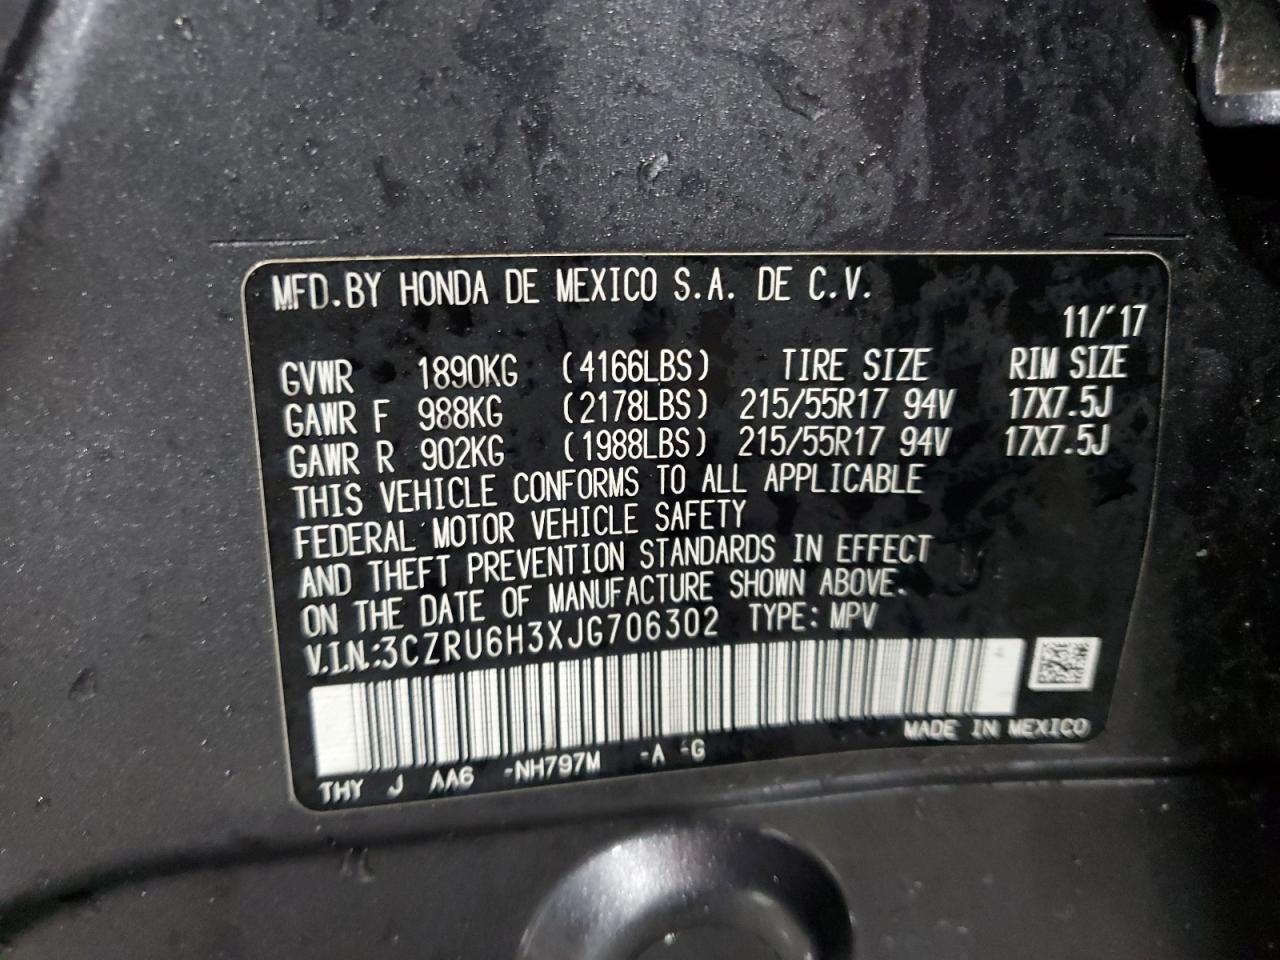 MFD.BY HONDA DE MEXICO S.A. DE C.V.
11/'17
GVWR 1890KG (4166LBS) TIRE SIZE RIM SIZE
GAWR F 988KG (2178LBS) 215/55R17 94V 17X7.5J
GAWR R 902KG (1988LBS) 215/55R17 94V 17X7.5J
THIS VEHICLE CONFORMS TO ALL APPLICABLE
FEDERAL MOTOR VEHICLE SAFETY
AND THEFT PREVENTION STANDARDS IN EFFECT
ON THE DATE OF MANUFACTURE SHOWN ABOVE.
V.I.N.:3CZRU6H3XJG706302 TYPE: MPV
MADE IN MEXICO
THY J AA6 -NH797M -A -G